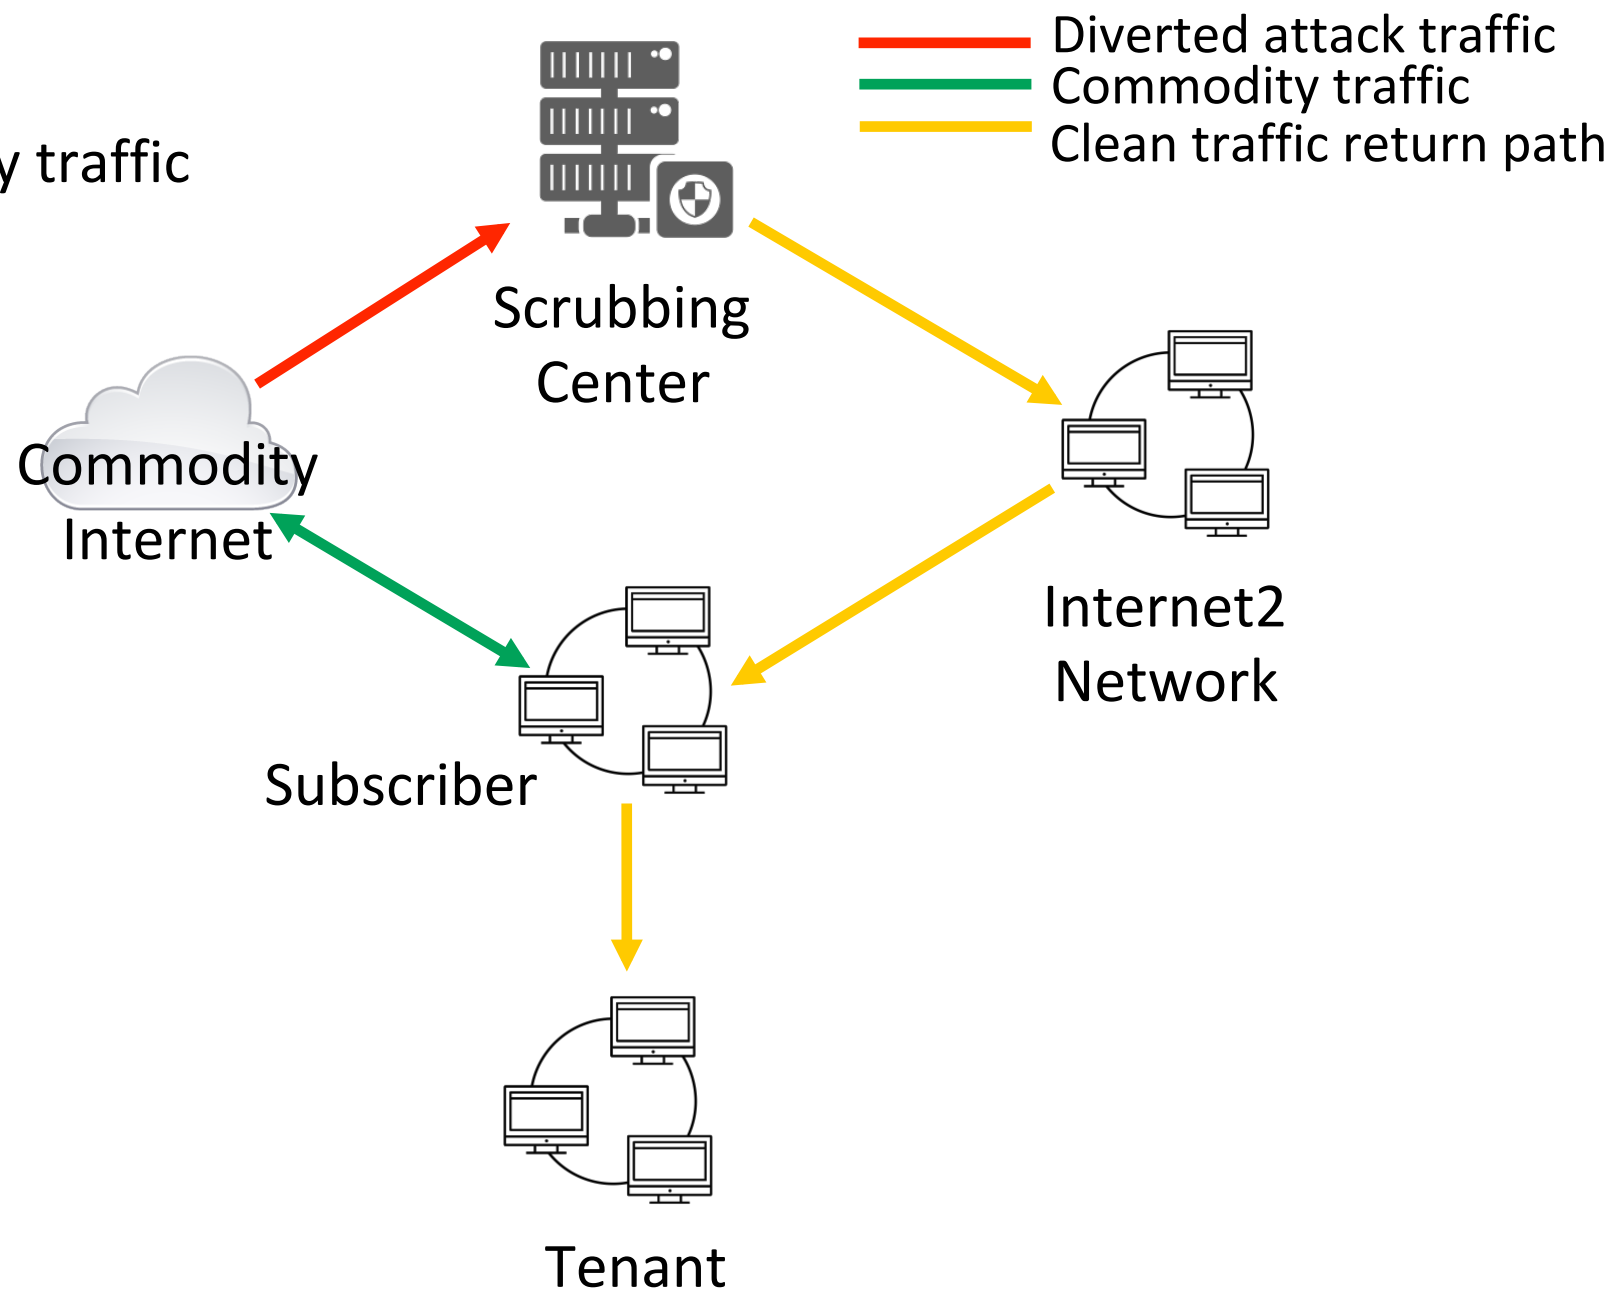 Diverted attack traffic
Commodity traffic
Clean traffic return path
y traffic
Scrubbing
Center
Commodity
Internet
Internet2
Network
Subscriber
Tenant